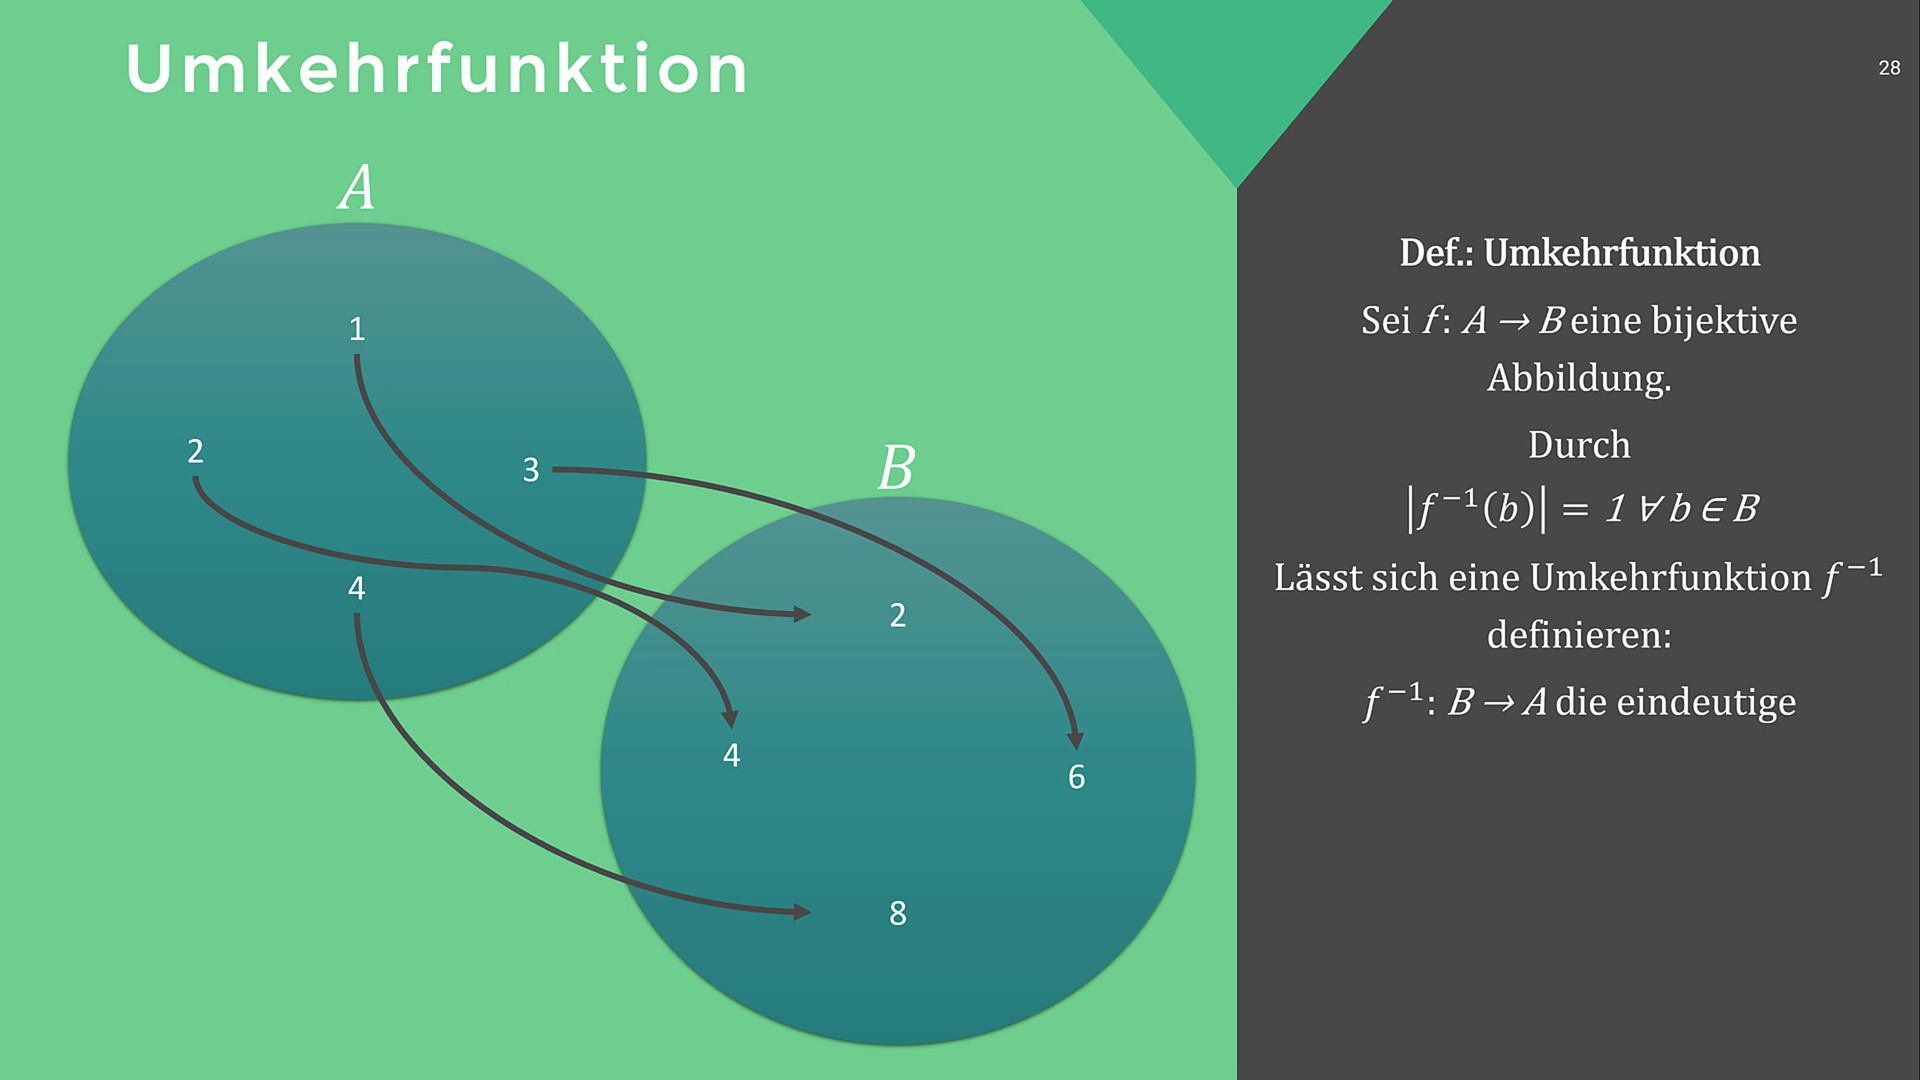 Umkehrfunktion
28
A
1
2
3
4
B
2
4
6
8
Def.: Umkehrfunktion
Sei f: A → B eine bijektive
Abbildung.
Durch
|f⁻¹(b)| = 1 ∀ b ∈ B
Lässt sich eine Umkehrfunktion f⁻¹
definieren:
f⁻¹: B → A die eindeutige